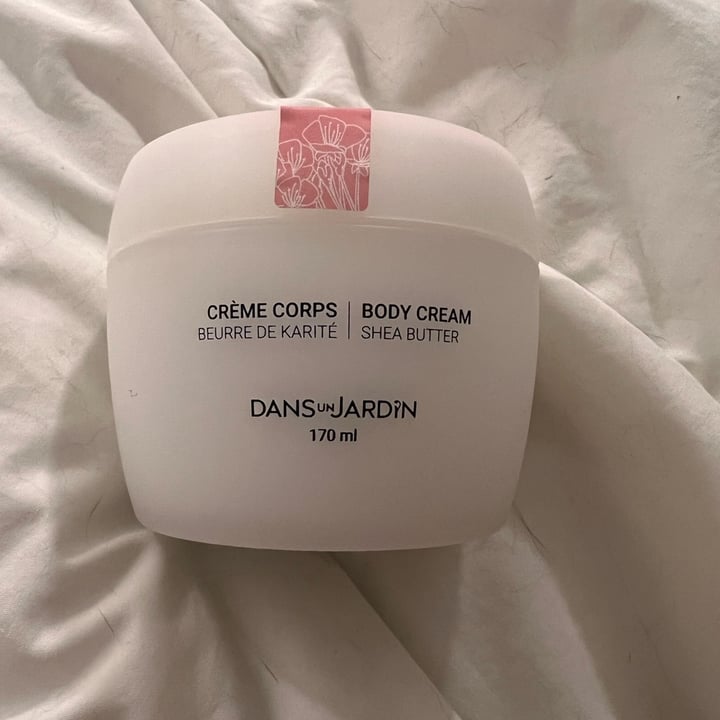 CRÈME CORPS | BODY CREAM
BEURRE DE KARITÉ | SHEA BUTTER
DANS UN JARDIN
170 ml